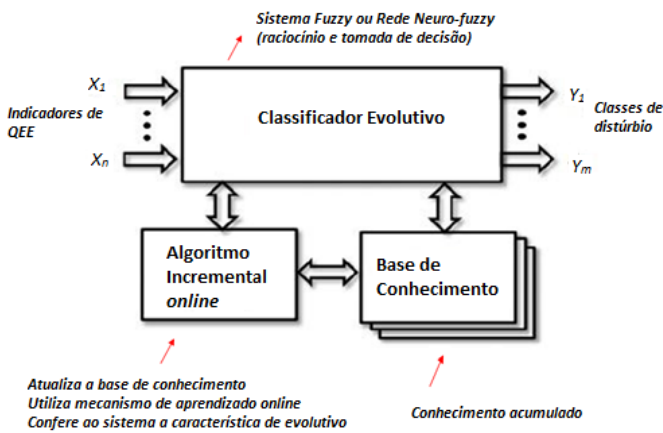 Sistema Fuzzy ou Rede Neuro-fuzzy
(raciocínio e tomada de decisão)
X1
Indicadores de
QEE
Xn
Classificador Evolutivo
Y1
Classes de
distúrbio
Ym
Algoritmo
Incremental
online
Base de
Conhecimento
Atualiza a base de conhecimento
Utiliza mecanismo de aprendizado online
Confere ao sistema a característica de evolutivo
Conhecimento acumulado